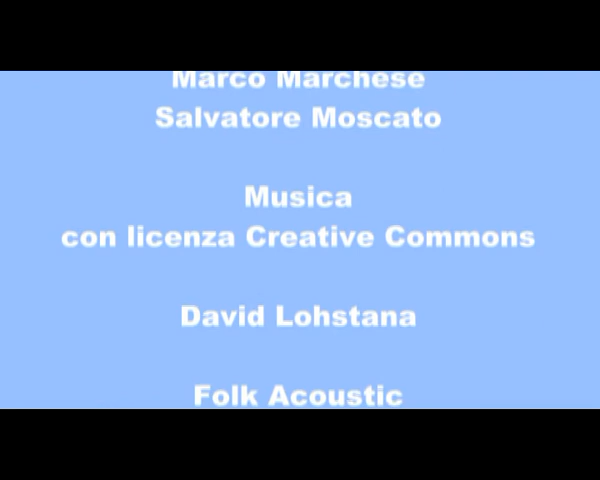 Marco Marchese
Salvatore Moscato
Musica
con licenza Creative Commons
David Lohstana
Folk Acoustic